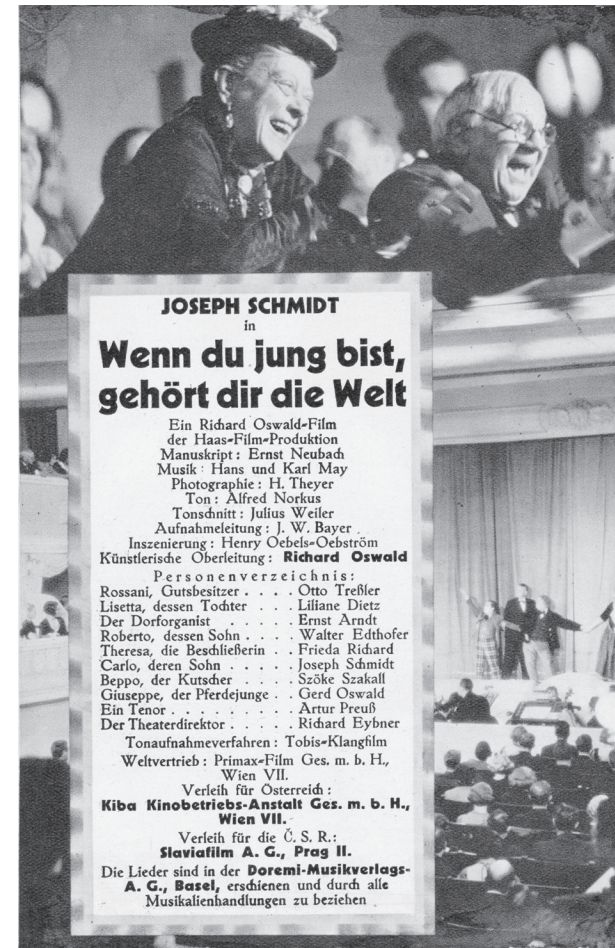 JOSEPH SCHMIDT
in
Wenn du jung bist,
gehört dir die Welt
Ein Richard Oswald-Film
der Haas-Film-Produktion
Manuskript : Ernst Neubach
Musik : Hans und Karl May
Photographie : H. Theyer
Ton : Alfred Norkus
Tonschnitt : Julius Weiler
Aufnahmeleitung : J. W. Bayer
Inszenierung : Henry Oebels-Oebström
Künstlerische Oberleitung : Richard Oswald
Personenverzeichnis :
Rossani, Gutsbesitzer . . . . Otto Treßler
Lisetta, dessen Tochter . . . . Liliane Dietz
Der Dorforganist . . . . . Ernst Arndt
Roberto, dessen Sohn . . . . Walter Edthofer
Theresa, die Beschließerin . . Frieda Richard
Carlo, deren Sohn . . . . . Joseph Schmidt
Beppo, der Kutscher . . . . Szöke Szakall
Giuseppe, der Pferdejunge . . Gerd Oswald
Ein Tenor . . . . . . . . . Artur Preuß
Der Theaterdirektor . . . . . Richard Eybner
Tonaufnahmeverfahren : Tobis-Klangfilm
Weltvertrieb : Primax-Film Ges. m. b. H.,
Wien VII.
Verleih für Österreich :
Kiba Kinobetriebs-Anstalt Ges. m. b. H.,
Wien VII.
Verleih für die Č. S. R.:
Slaviafilm A. G., Prag II.
Die Lieder sind in der Doremi-Musikverlags-
A. G., Basel, erschienen und durch alle
Musikalienhandlungen zu beziehen